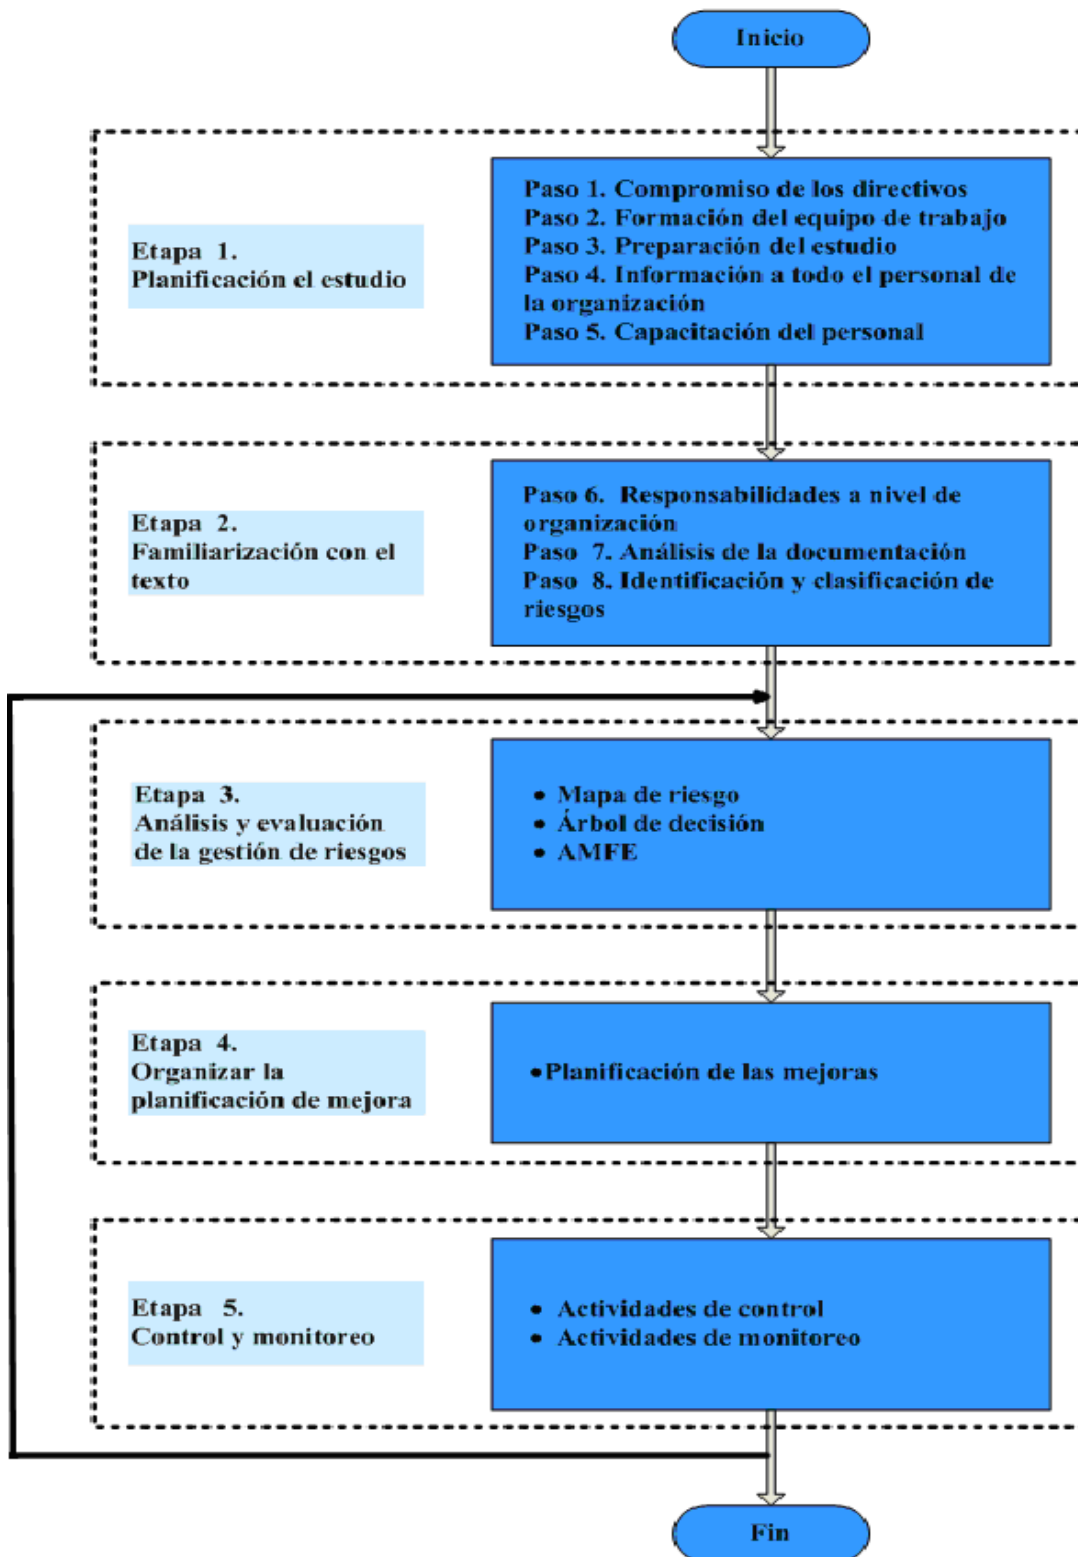 Inicio
Etapa 1.
Planificación el estudio
Paso 1. Compromiso de los directivos
Paso 2. Formación del equipo de trabajo
Paso 3. Preparación del estudio
Paso 4. Información a todo el personal de
la organización
Paso 5. Capacitación del personal
Etapa 2.
Familiarización con el
texto
Paso 6. Responsabilidades a nivel de
organización
Paso 7. Análisis de la documentación
Paso 8. Identificación y clasificación de
riesgos
Etapa 3.
Análisis y evaluación
de la gestión de riesgos
• Mapa de riesgo
• Árbol de decisión
• AMFE
Etapa 4.
Organizar la
planificación de mejora
•Planificación de las mejoras
Etapa 5.
Control y monitoreo
• Actividades de control
• Actividades de monitoreo
Fin